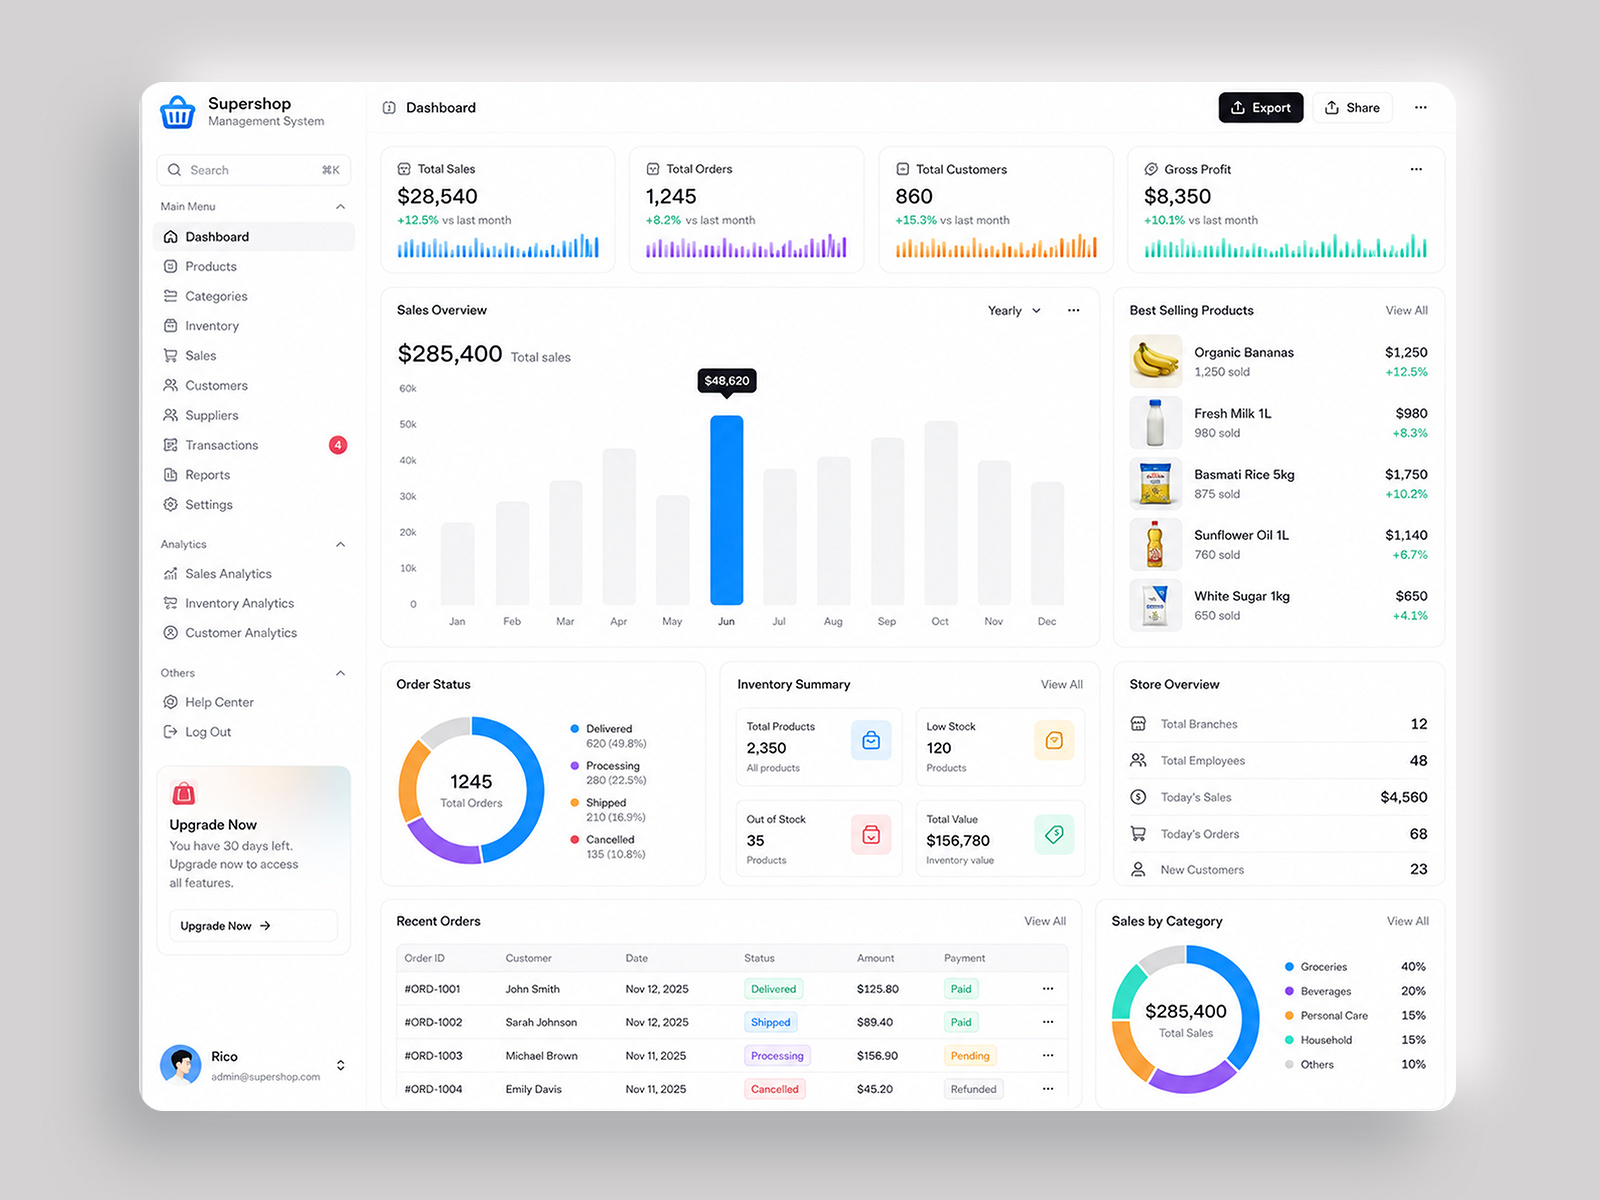 Supershop
Management System
Search ⌘K
Main Menu
Dashboard
Products
Categories
Inventory
Sales
Customers
Suppliers
Transactions 4
Reports
Settings
Analytics
Sales Analytics
Inventory Analytics
Customer Analytics
Others
Help Center
Log Out
Upgrade Now
You have 30 days left.
Upgrade now to access
all features.
Upgrade Now →
Rico
admin@supershop.com
Dashboard
Export
Share
Total Sales
$28,540
+12.5% vs last month
Total Orders
1,245
+8.2% vs last month
Total Customers
860
+15.3% vs last month
Gross Profit
$8,350
+10.1% vs last month
Sales Overview
Yearly
$285,400 Total sales
$48,620
60k
50k
40k
30k
20k
10k
0
Jan Feb Mar Apr May Jun Jul Aug Sep Oct Nov Dec
Best Selling Products View All
Organic Bananas $1,250
1,250 sold +12.5%
Fresh Milk 1L $980
980 sold +8.3%
Basmati Rice 5kg $1,750
875 sold +10.2%
Sunflower Oil 1L $1,140
760 sold +6.7%
White Sugar 1kg $650
650 sold +4.1%
Order Status
1245
Total Orders
Delivered
620 (49.8%)
Processing
280 (22.5%)
Shipped
210 (16.9%)
Cancelled
135 (10.8%)
Inventory Summary View All
Total Products
2,350
All products
Low Stock
120
Products
Out of Stock
35
Products
Total Value
$156,780
Inventory value
Store Overview
Total Branches 12
Total Employees 48
Today's Sales $4,560
Today's Orders 68
New Customers 23
Recent Orders View All
Order ID Customer Date Status Amount Payment
#ORD-1001 John Smith Nov 12, 2025 Delivered $125.80 Paid
#ORD-1002 Sarah Johnson Nov 12, 2025 Shipped $89.40 Paid
#ORD-1003 Michael Brown Nov 11, 2025 Processing $156.90 Pending
#ORD-1004 Emily Davis Nov 11, 2025 Cancelled $45.20 Refunded
Sales by Category View All
$285,400
Total Sales
Groceries 40%
Beverages 20%
Personal Care 15%
Household 15%
Others 10%